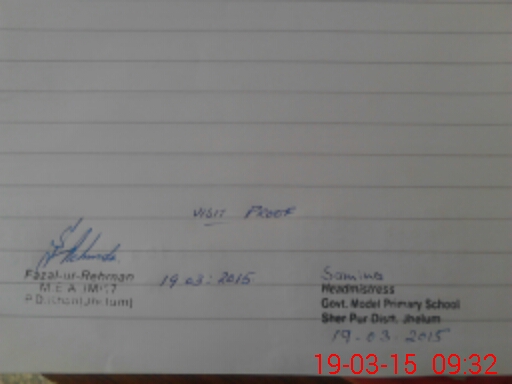 VISIT PROOF
Fazal-ur-Rehman 19.03.2015
M.E.A
Samina
Headmistress
Govt. Model Primary School
Sher Pur Distt. Jhelum
19-03-2015
19-03-15 09:32